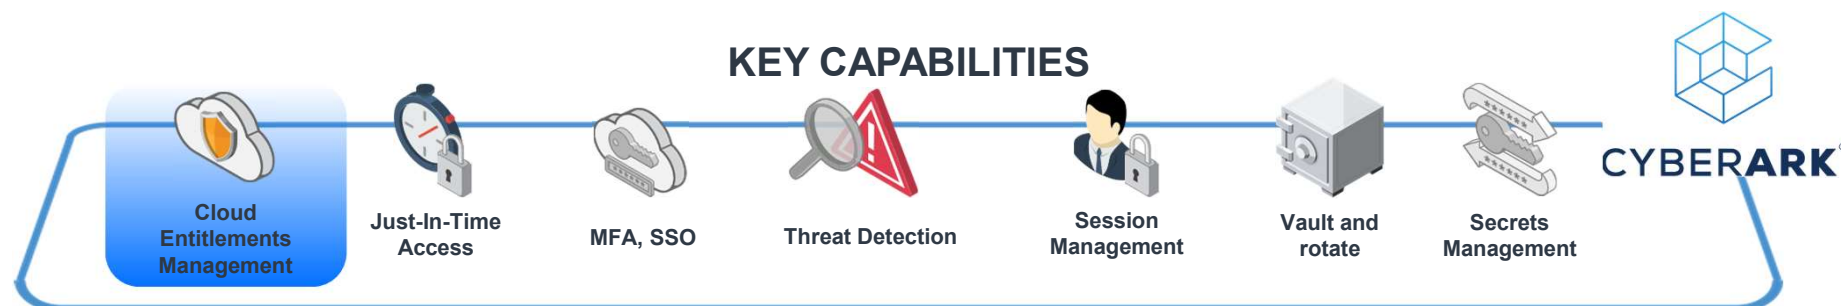 KEY CAPABILITIES
Cloud
Entitlements
Management
Just-In-Time
Access
MFA, SSO
Threat Detection
Session
Management
Vault and
rotate
Secrets
Management
CYBERARK